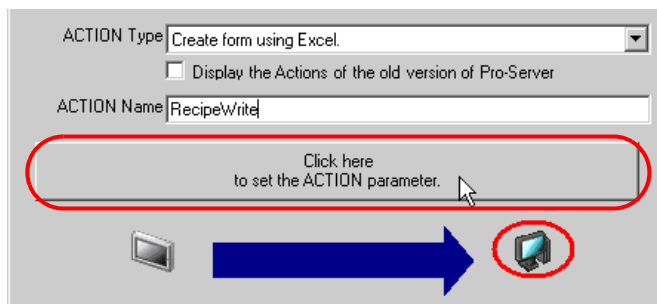 ACTION Type Create form using Excel.
Display the Actions of the old version of Pro-Server
ACTION Name RecipeWrite
Click here
to set the ACTION parameter.